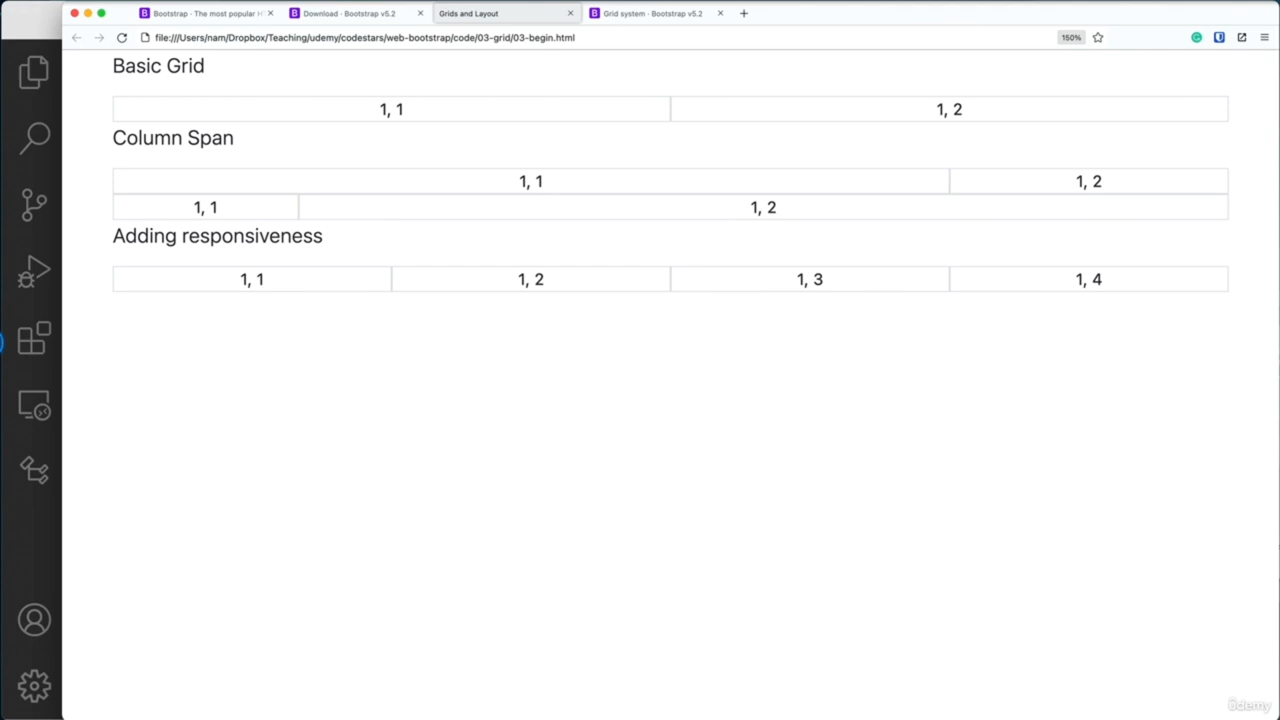 Bootstrap · The most popular H
Download · Bootstrap v5.2
Grids and Layout
Grid system · Bootstrap v5.2
file:///Users/nam/Dropbox/Teaching/udemy/codestars/web-bootstrap/code/03-grid/03-begin.html
150%
Basic Grid
1, 1 1, 2
Column Span
1, 1 1, 2
1, 1 1, 2
Adding responsiveness
1, 1 1, 2 1, 3 1, 4
ûdemy